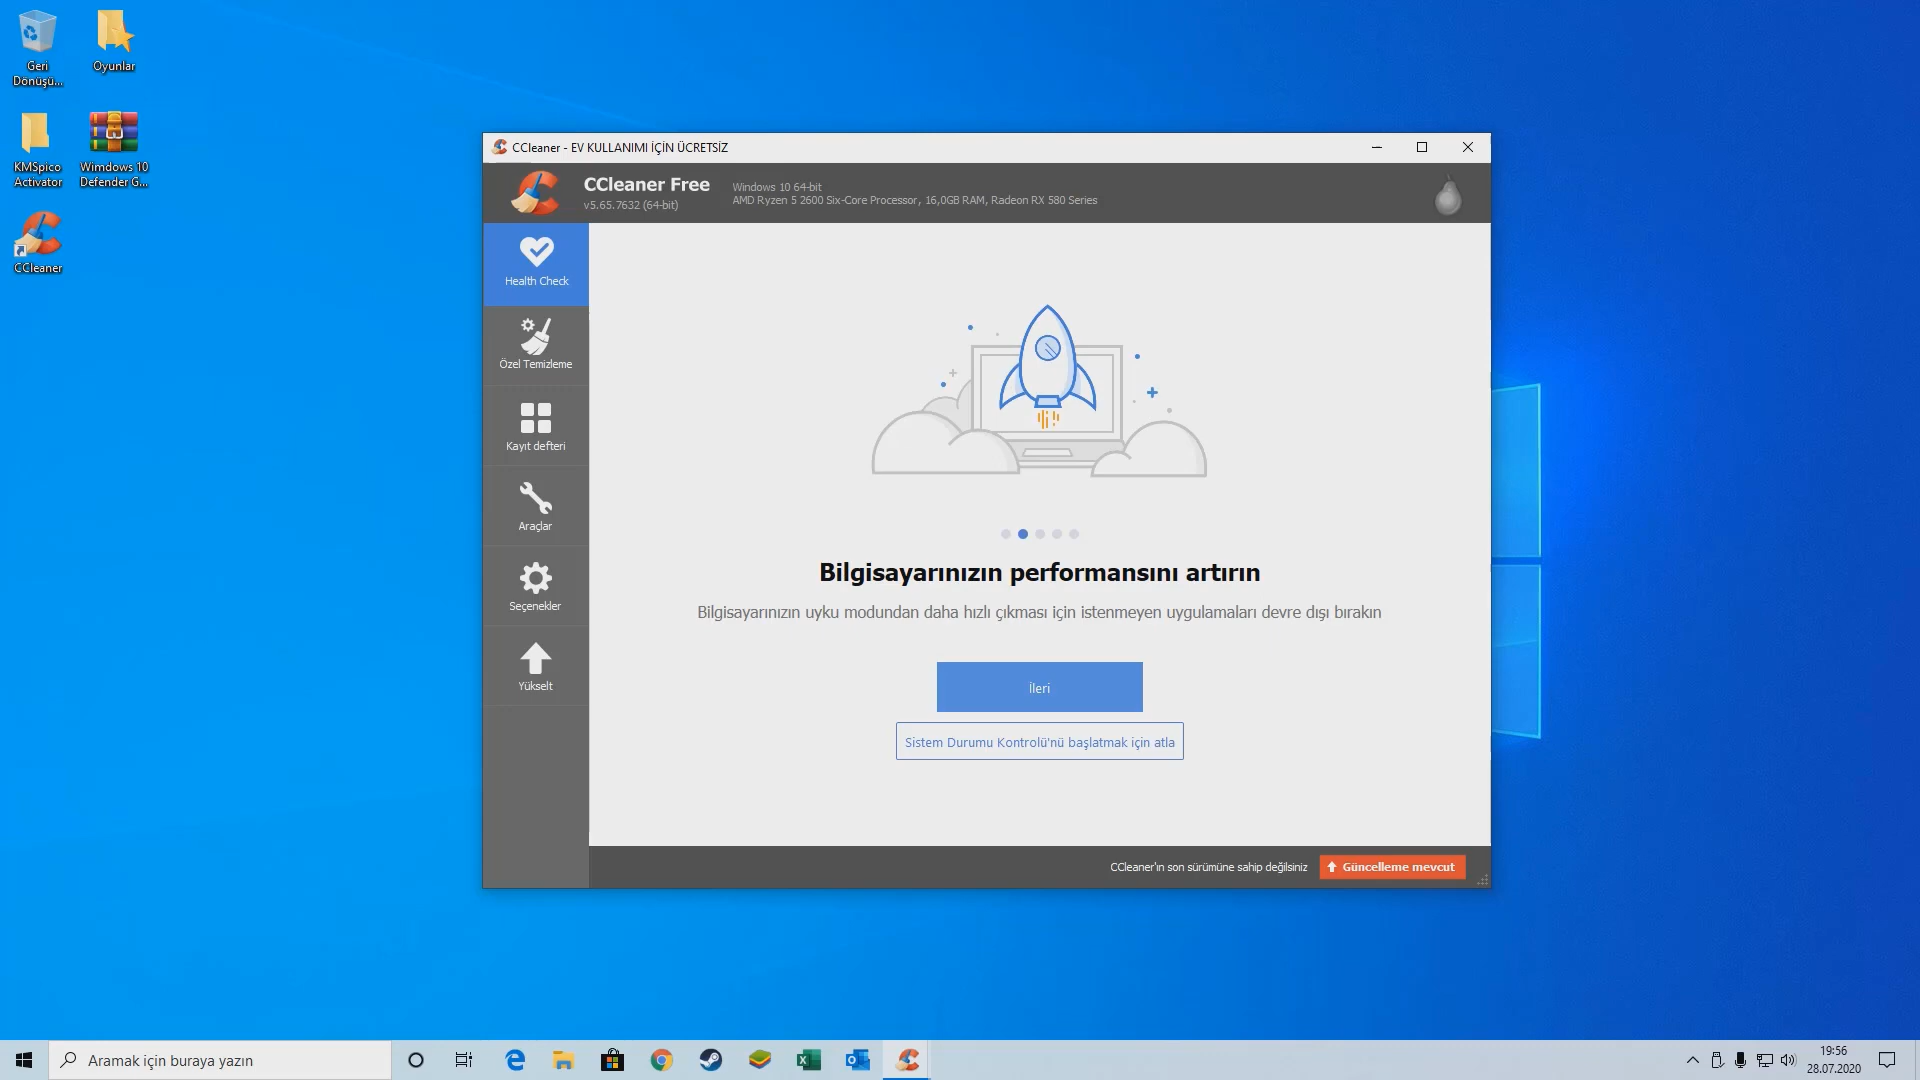 Geri
Dönüşü...
Oyunlar
KMSpico
Activator
Wimdows 10
Defender G...
CCleaner
CCleaner - EV KULLANIMI İÇİN ÜCRETSİZ
CCleaner Free
v5.65.7632 (64-bit)
Windows 10 64-bit
AMD Ryzen 5 2600 Six-Core Processor, 16,0GB RAM, Radeon RX 580 Series
Health Check
Özel Temizleme
Kayıt defteri
Araçlar
Seçenekler
Yükselt
Bilgisayarınızın performansını artırın
Bilgisayarınızın uyku modundan daha hızlı çıkması için istenmeyen uygulamaları devre dışı bırakın
İleri
Sistem Durumu Kontrolü'nü başlatmak için atla
CCleaner'ın son sürümüne sahip değilsiniz
Güncelleme mevcut
Aramak için buraya yazın
19:56
28.07.2020